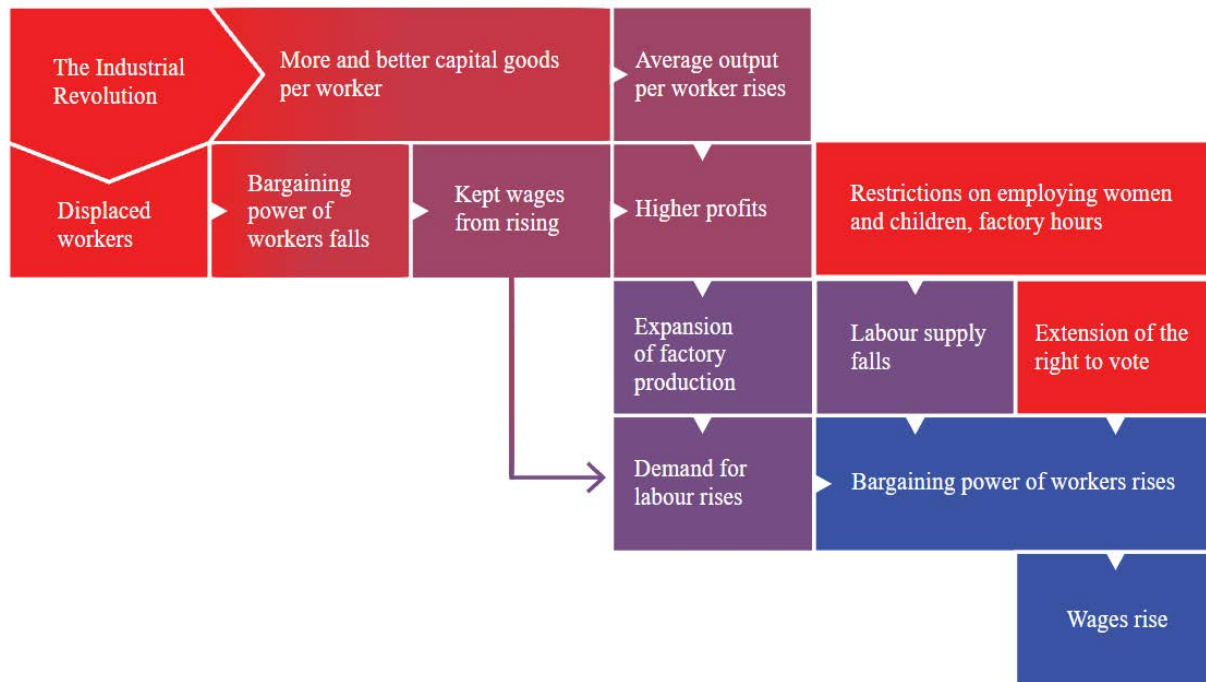 The Industrial
Revolution
More and better capital goods
per worker
Average output
per worker rises
Displaced
workers
Bargaining
power of
workers falls
Kept wages
from rising
Higher profits
Restrictions on employing women
and children, factory hours
Expansion
of factory
production
Labour supply
falls
Extension of the
right to vote
Demand for
labour rises
Bargaining power of workers rises
Wages rise